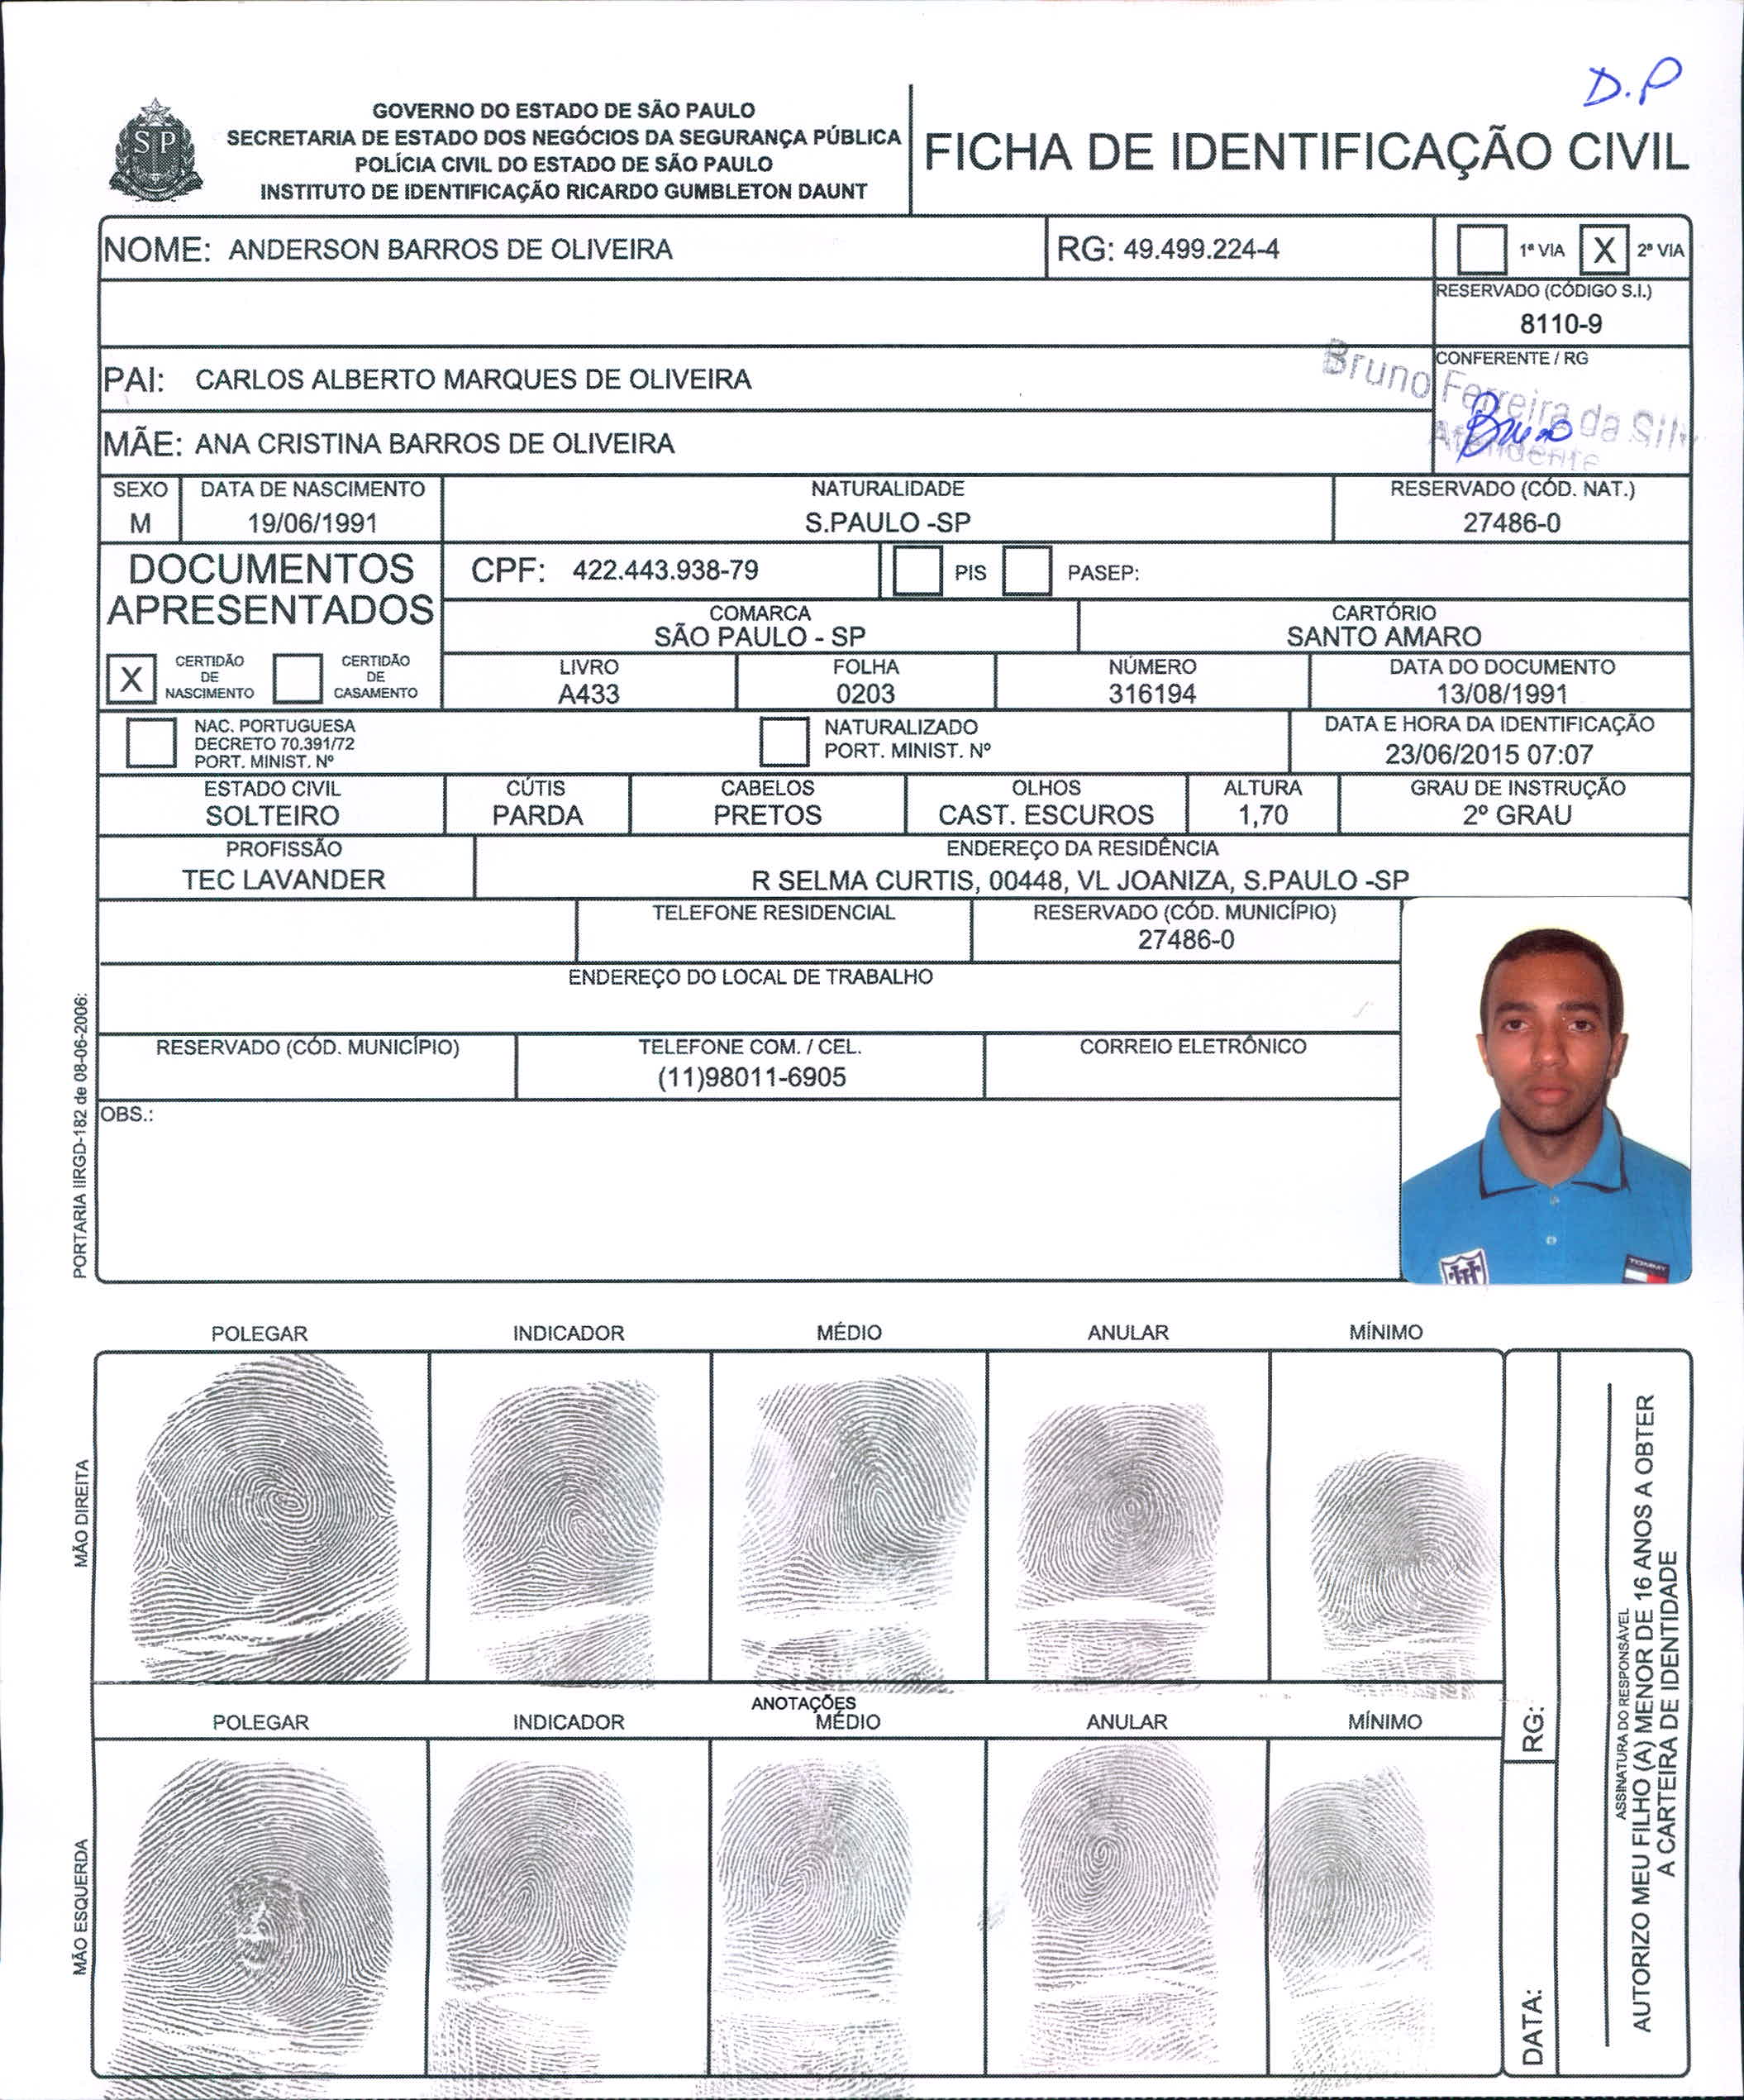 D.P
SP
GOVERNO DO ESTADO DE SÃO PAULO
SECRETARIA DE ESTADO DOS NEGÓCIOS DA SEGURANÇA PÚBLICA
POLÍCIA CIVIL DO ESTADO DE SÃO PAULO
INSTITUTO DE IDENTIFICAÇÃO RICARDO GUMBLETON DAUNT
FICHA DE IDENTIFICAÇÃO CIVIL
NOME: ANDERSON BARROS DE OLIVEIRA
RG: 49.499.224-4
1ª VIA X 2ª VIA
RESERVADO (CÓDIGO S.I.)
8110-9
PAI: CARLOS ALBERTO MARQUES DE OLIVEIRA
CONFERENTE / RG
Bruno Ferreira da Silv
Bruno
Atendente
MÃE: ANA CRISTINA BARROS DE OLIVEIRA
SEXO
M
DATA DE NASCIMENTO
19/06/1991
NATURALIDADE
S.PAULO -SP
RESERVADO (CÓD. NAT.)
27486-0
DOCUMENTOS
APRESENTADOS
CPF: 422.443.938-79
PIS
PASEP:
COMARCA
SÃO PAULO - SP
CARTÓRIO
SANTO AMARO
X
CERTIDÃO
DE
NASCIMENTO
CERTIDÃO
DE
CASAMENTO
LIVRO
A433
FOLHA
0203
NÚMERO
316194
DATA DO DOCUMENTO
13/08/1991
NAC. PORTUGUESA
DECRETO 70.391/72
PORT. MINIST. Nº
NATURALIZADO
PORT. MINIST. Nº
DATA E HORA DA IDENTIFICAÇÃO
23/06/2015 07:07
ESTADO CIVIL
SOLTEIRO
CÚTIS
PARDA
CABELOS
PRETOS
OLHOS
CAST. ESCUROS
ALTURA
1,70
GRAU DE INSTRUÇÃO
2º GRAU
PROFISSÃO
TEC LAVANDER
ENDEREÇO DA RESIDÊNCIA
R SELMA CURTIS, 00448, VL JOANIZA, S.PAULO -SP
TELEFONE RESIDENCIAL
RESERVADO (CÓD. MUNICÍPIO)
27486-0
ENDEREÇO DO LOCAL DE TRABALHO
RESERVADO (CÓD. MUNICÍPIO)
TELEFONE COM. / CEL.
(11)98011-6905
CORREIO ELETRÔNICO
OBS.:
TOMMY
PORTARIA IIRGD-182 de 08-06-2006:
POLEGAR INDICADOR MÉDIO ANULAR MÍNIMO
MÃO DIREITA
ANOTAÇÕES
POLEGAR INDICADOR MÉDIO ANULAR MÍNIMO
MÃO ESQUERDA
RG:
DATA:
ASSINATURA DO RESPONSÁVEL
AUTORIZO MEU FILHO (A) MENOR DE 16 ANOS A OBTER
A CARTEIRA DE IDENTIDADE